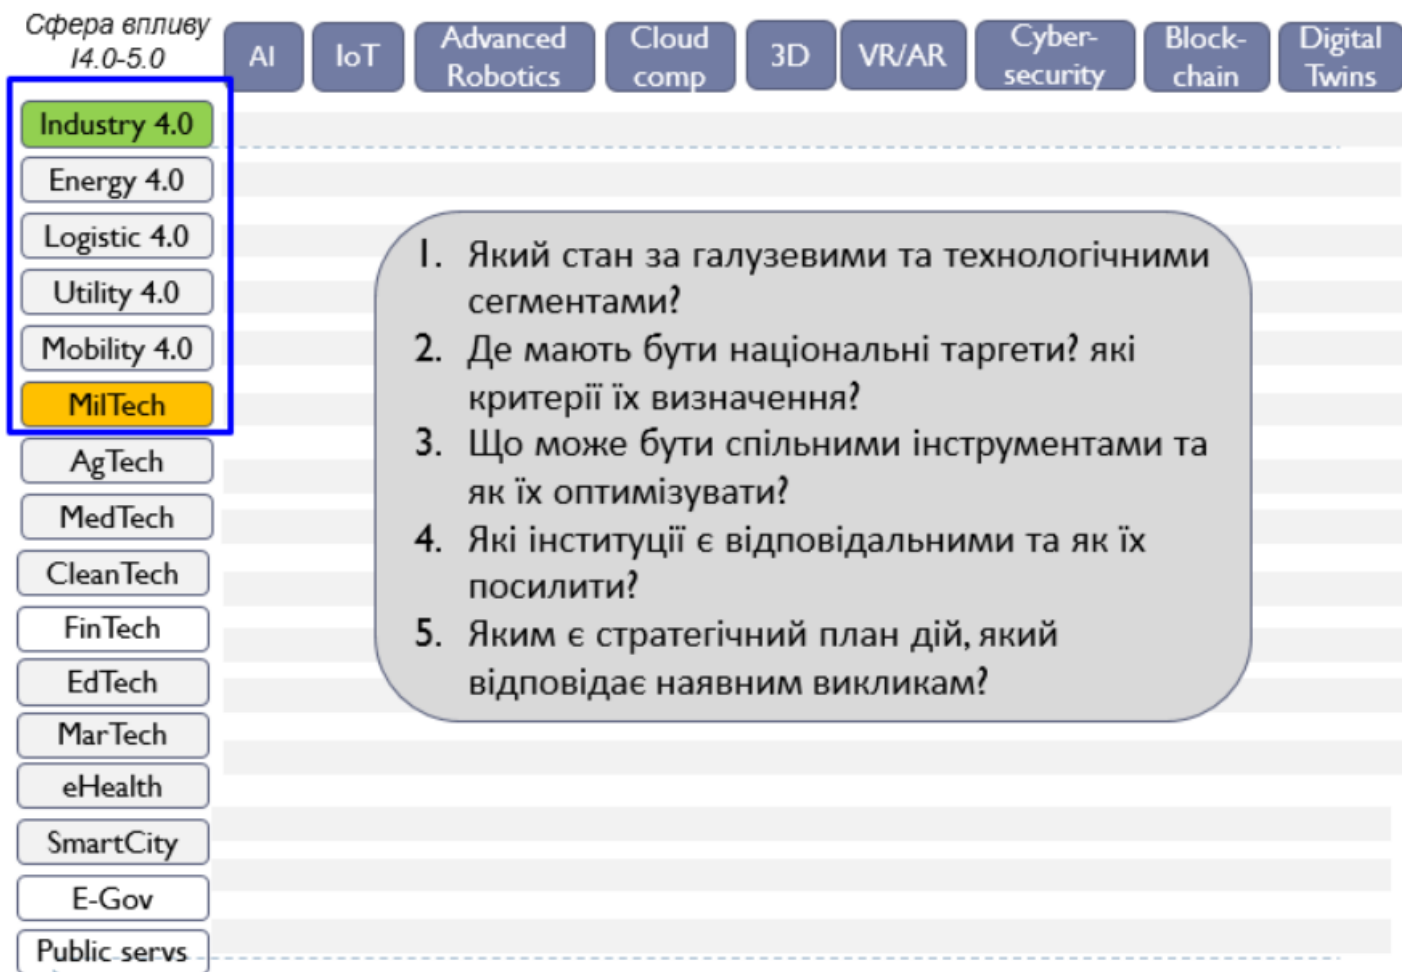 Сфера впливу
І4.0-5.0
AI
IoT
Advanced
Robotics
Cloud
comp
3D
VR/AR
Cyber-
security
Block-
chain
Digital
Twins
Industry 4.0
Energy 4.0
Logistic 4.0
Utility 4.0
Mobility 4.0
MilTech
AgTech
MedTech
CleanTech
FinTech
EdTech
MarTech
eHealth
SmartCity
E-Gov
Public servs
1. Який стан за галузевими та технологічними
сегментами?
2. Де мають бути національні таргети? які
критерії їх визначення?
3. Що може бути спільними інструментами та
як їх оптимізувати?
4. Які інституції є відповідальними та як їх
посилити?
5. Яким є стратегічний план дій, який
відповідає наявним викликам?